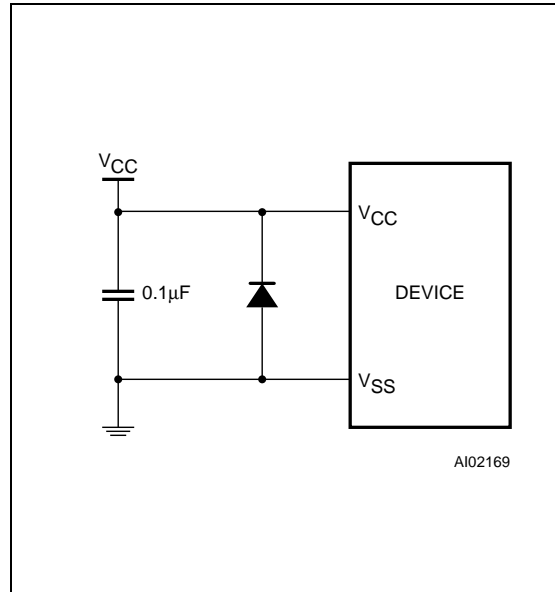 VCC
VCC
0.1µF
DEVICE
VSS
AI02169